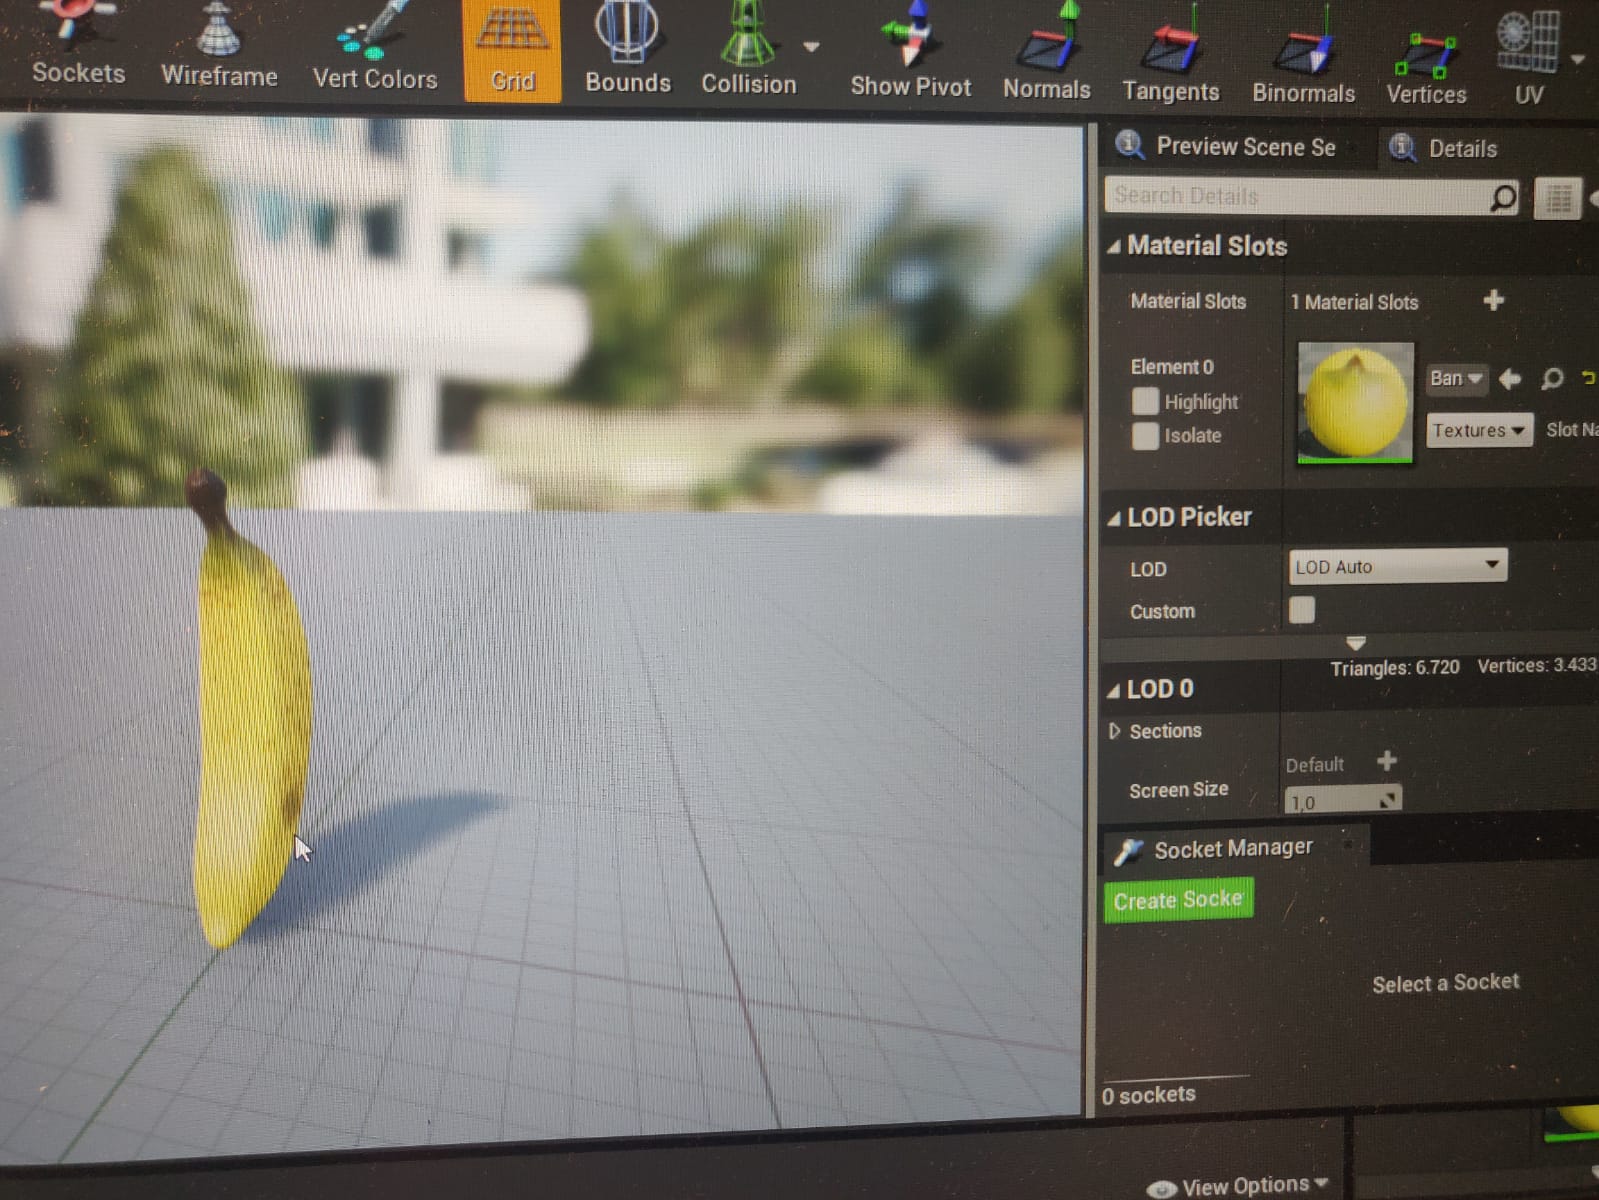 Sockets
Wireframe
Vert Colors
Grid
Bounds
Collision
Show Pivot
Normals
Tangents
Binormals
Vertices
UV
Preview Scene Se
Details
Search Details
Material Slots
Material Slots
1 Material Slots
Element 0
Highlight
Isolate
Ban
Textures
Slot Na
LOD Picker
LOD
LOD Auto
Custom
Triangles: 6.720 Vertices: 3.433
LOD 0
Sections
Screen Size
Default
1,0
Socket Manager
Create Socke
Select a Socket
0 sockets
View Options